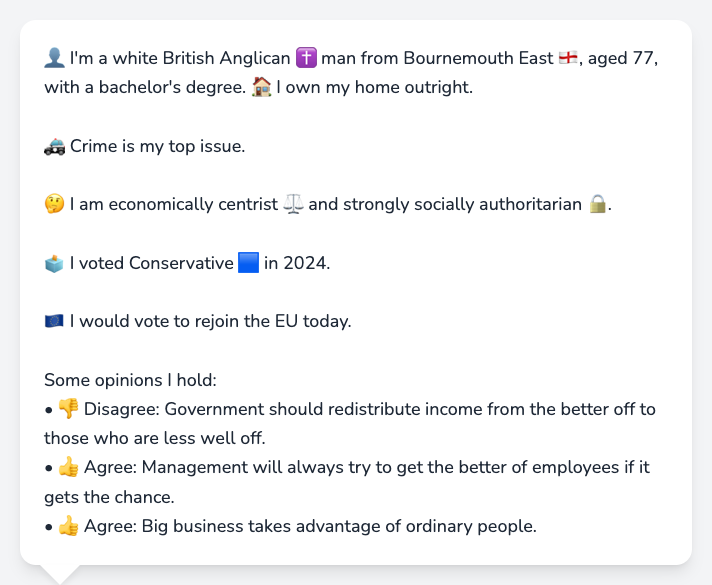 👤 I'm a white British Anglican ✝️ man from Bournemouth East 🏴󠁧󠁢󠁥󠁮󠁧󠁿, aged 77,
with a bachelor's degree. 🏠 I own my home outright.
🚓 Crime is my top issue.
🤔 I am economically centrist ⚖️ and strongly socially authoritarian 🔒.
🗳️ I voted Conservative 🟦 in 2024.
🇪🇺 I would vote to rejoin the EU today.
Some opinions I hold:
• 👎 Disagree: Government should redistribute income from the better off to
those who are less well off.
• 👍 Agree: Management will always try to get the better of employees if it
gets the chance.
• 👍 Agree: Big business takes advantage of ordinary people.